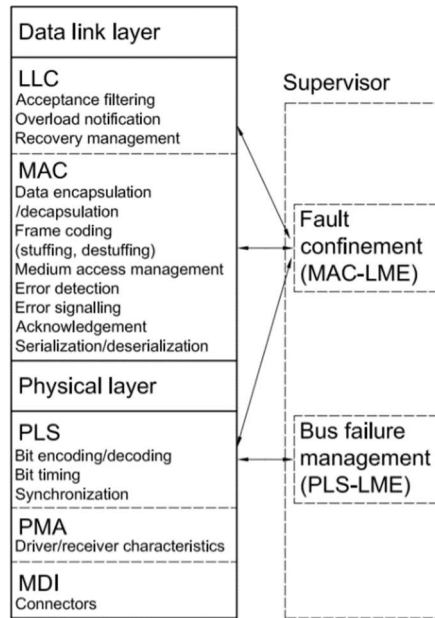 Data link layer
LLC
Acceptance filtering
Overload notification
Recovery management
MAC
Data encapsulation
/decapsulation
Frame coding
(stuffing, destuffing)
Medium access management
Error detection
Error signalling
Acknowledgement
Serialization/deserialization
Physical layer
PLS
Bit encoding/decoding
Bit timing
Synchronization
PMA
Driver/receiver characteristics
MDI
Connectors
Supervisor
Fault
confinement
(MAC-LME)
Bus failure
management
(PLS-LME)